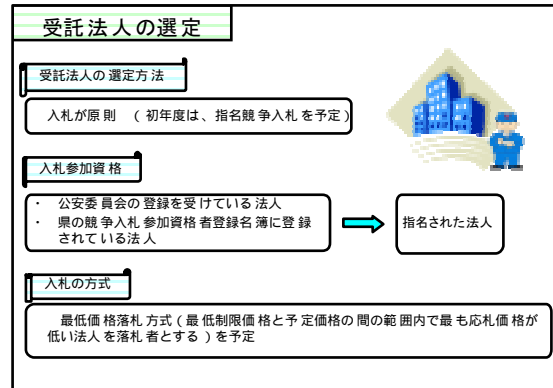 受託法人の選定
受託法人の選定方法
入札が原則　（初年度は、指名競争入札を予定）
入札参加資格
・　公安委員会の登録を受けている法人
・　県の競争入札参加資格者登録名簿に登録
されている法人
指名された法人
入札の方式
最低価格落札方式（最低制限価格と予定価格の間の範囲内で最も応札価格が
低い法人を落札者とする）を予定